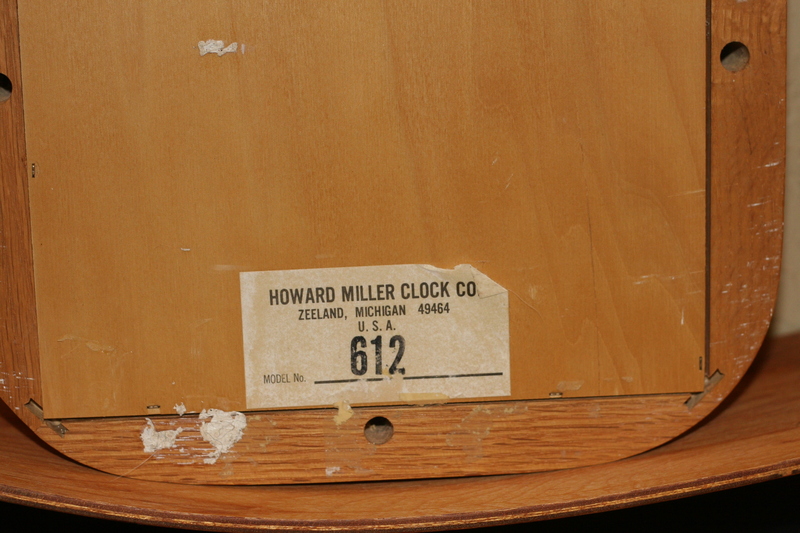 HOWARD MILLER CLOCK CO
ZEELAND, MICHIGAN 49464
U. S. A.
612
MODEL No.